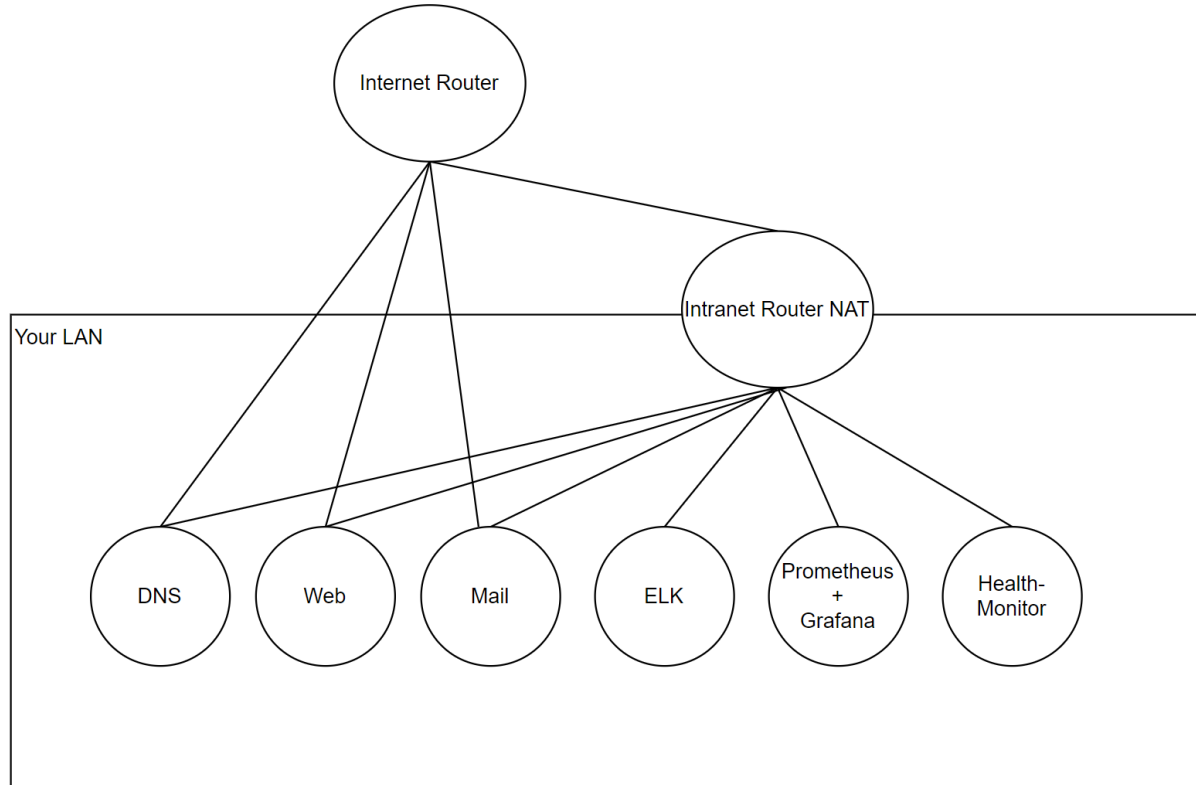 Internet Router
Intranet Router NAT
Your LAN
DNS
Web
Mail
ELK
Prometheus
+
Grafana
Health-
Monitor